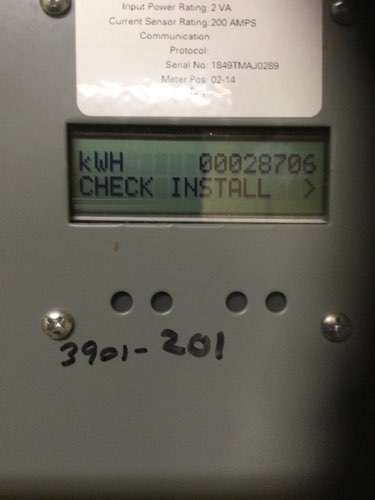 Input Power Rating: 2 VA
Current Sensor Rating: 200 AMPS
Communication
Protocol:
Serial No: 1849TMAJ0289
Meter Pos: 02-14
kWH 00028706
CHECK INSTALL >
3901-201